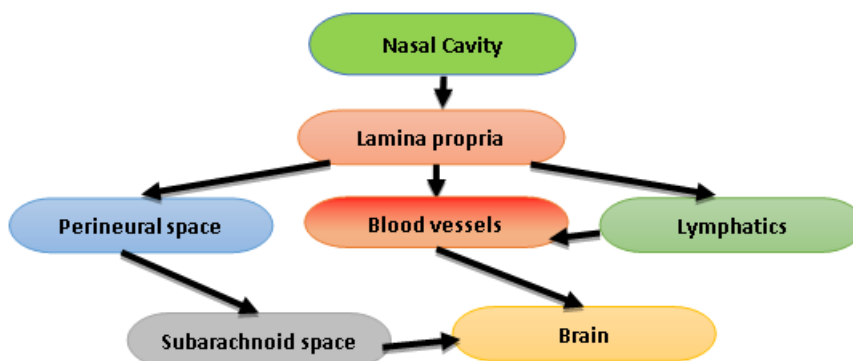 Nasal Cavity
Lamina propria
Perineural space
Blood vessels
Lymphatics
Subarachnoid space
Brain